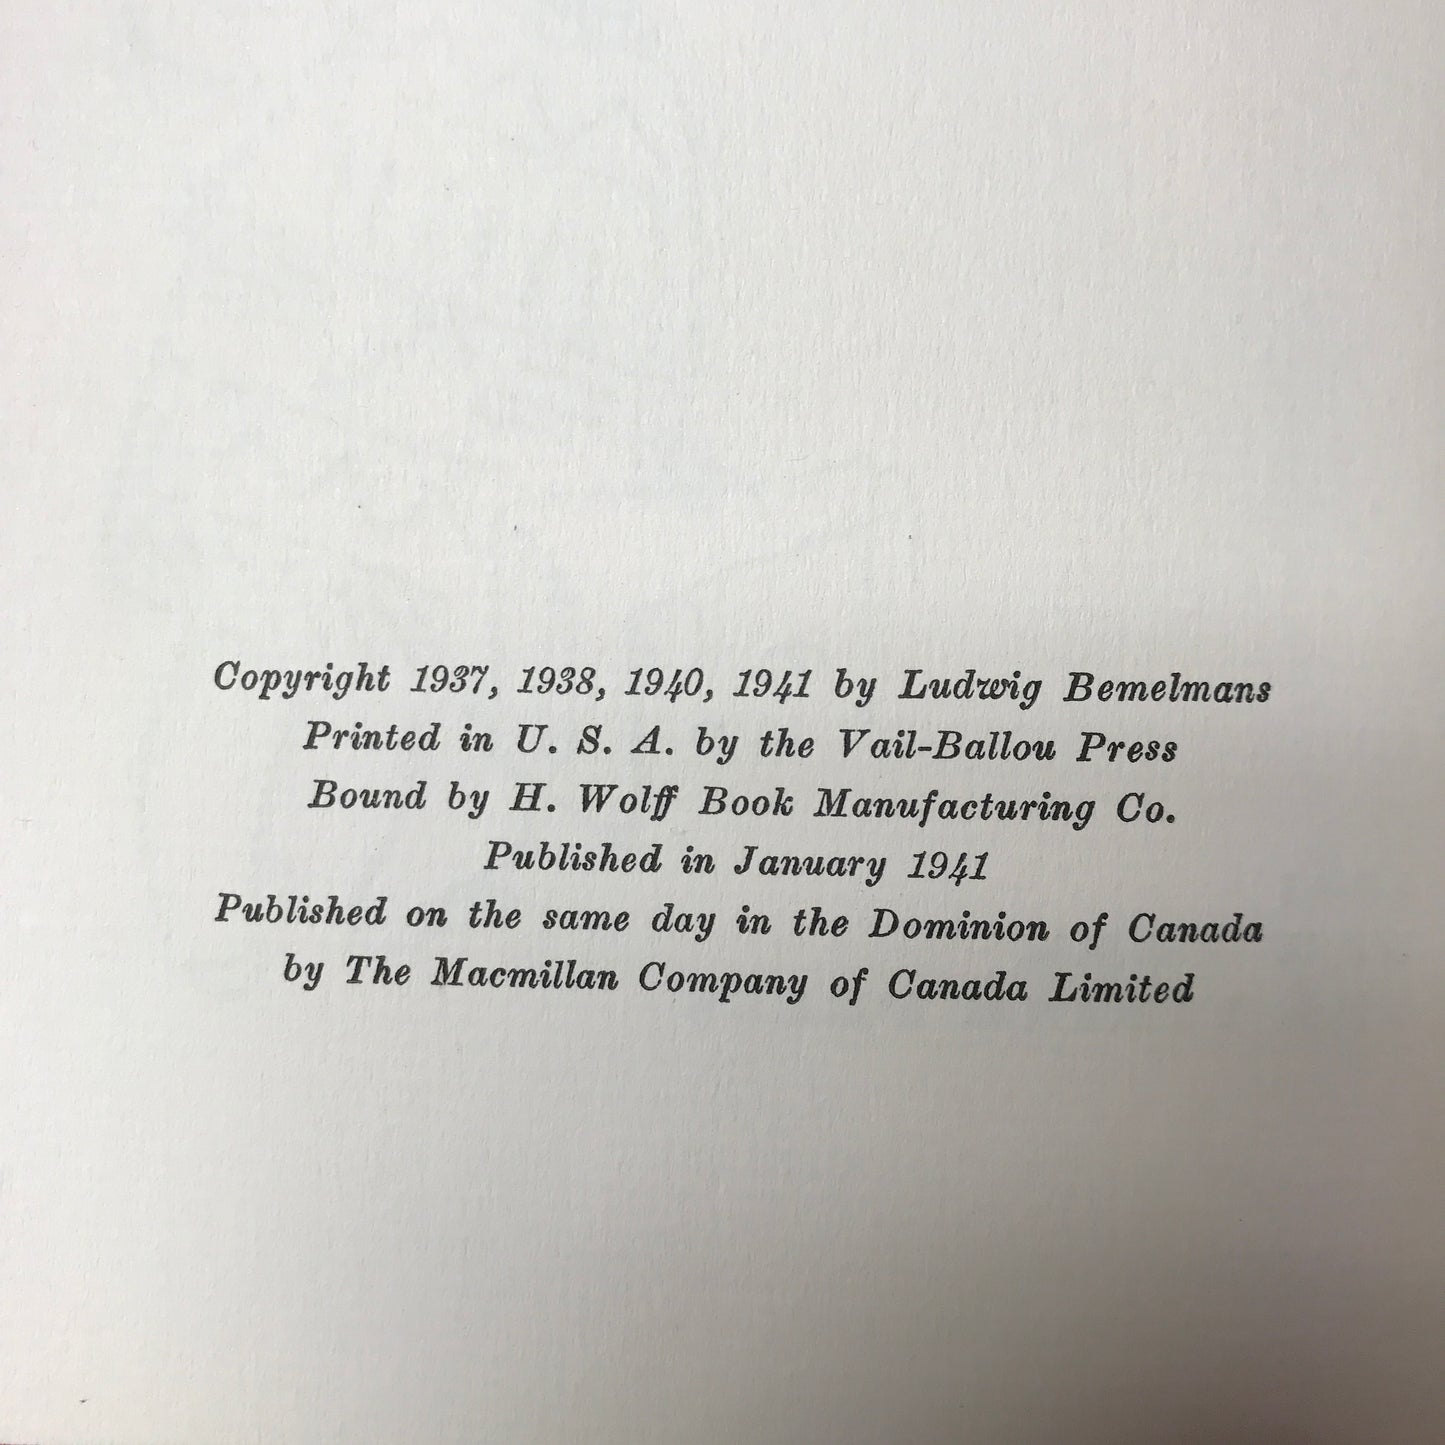 Copyright 1937, 1938, 1940, 1941 by Ludwig Bemelmans
Printed in U. S. A. by the Vail-Ballou Press
Bound by H. Wolff Book Manufacturing Co.
Published in January 1941
Published on the same day in the Dominion of Canada
by The Macmillan Company of Canada Limited